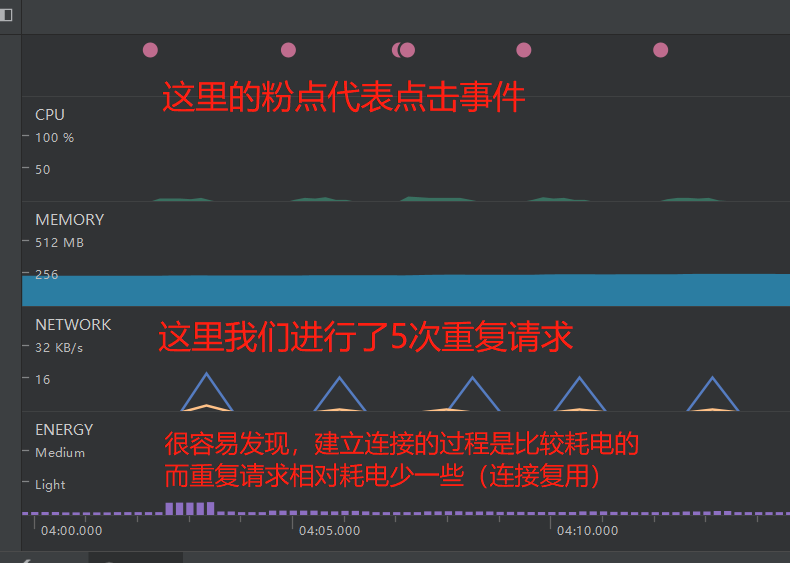 这里的粉点代表点击事件
CPU
100 %
50
MEMORY
512 MB
256
NETWORK
这里我们进行了5次重复请求
32 KB/s
16
ENERGY
很容易发现，建立连接的过程是比较耗电的
Medium
而重复请求相对耗电少一些（连接复用）
Light
04:00.000
04:05.000
04:10.000